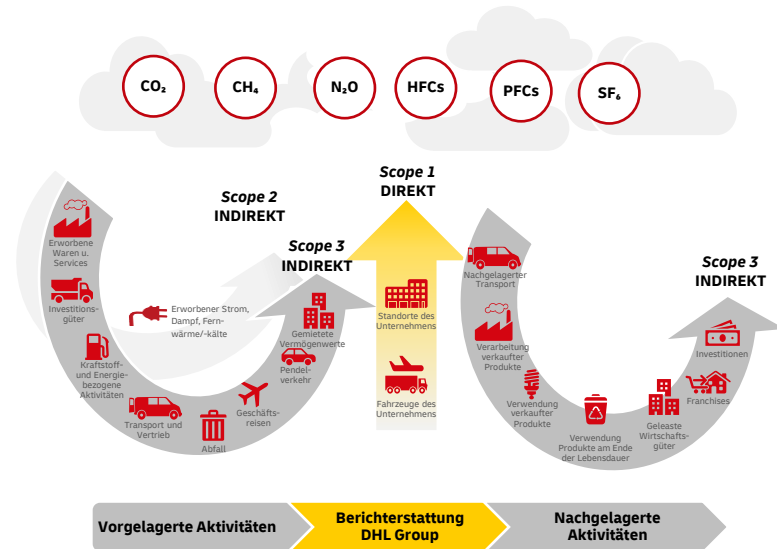 CO₂
CH₄
N₂O
HFCs
PFCs
SF₆
Scope 1
DIREKT
Scope 2
INDIREKT
Scope 3
INDIREKT
Scope 3
INDIREKT
Erworbene
Waren u.
Services
Investitions-
güter
Kraftstoff-
und Energie-
bezogene
Aktivitäten
Transport und
Vertrieb
Abfall
Geschäfts-
reisen
Pendel-
verkehr
Gemietete
Vermögenwerte
Erworbener Strom,
Dampf, Fern-
wärme/-kälte
Standorte des
Unternehmens
Fahrzeuge des
Unternehmens
Nachgelagerter
Transport
Verarbeitung
verkaufter
Produkte
Verwendung
verkaufter
Produkte
Verwendung
Produkte am Ende
der Lebensdauer
Geleaste
Wirtschafts-
güter
Franchises
Investitionen
Vorgelagerte Aktivitäten
Berichterstattung
DHL Group
Nachgelagerte
Aktivitäten